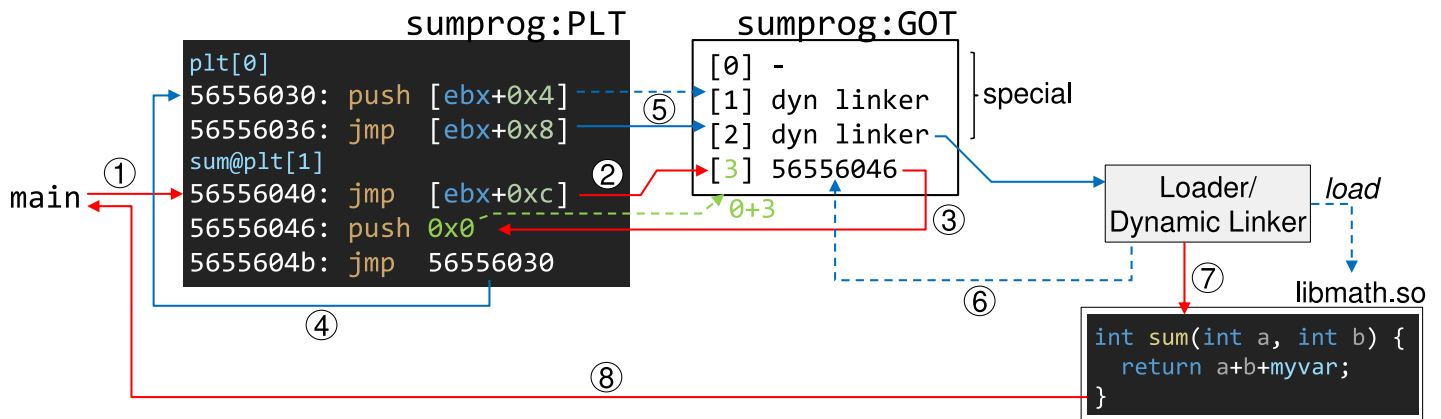 sumprog:PLT
sumprog:GOT
plt[0]
56556030: push [ebx+0x4]
56556036: jmp [ebx+0x8]
sum@plt[1]
56556040: jmp [ebx+0xc]
56556046: push 0x0
5655604b: jmp 56556030
[0] -
[1] dyn linker
[2] dyn linker
[3] 56556046
special
0+3
main
①
②
③
④
⑤
⑥
⑦
⑧
Loader/
Dynamic Linker
load
libmath.so
int sum(int a, int b) {
return a+b+myvar;
}